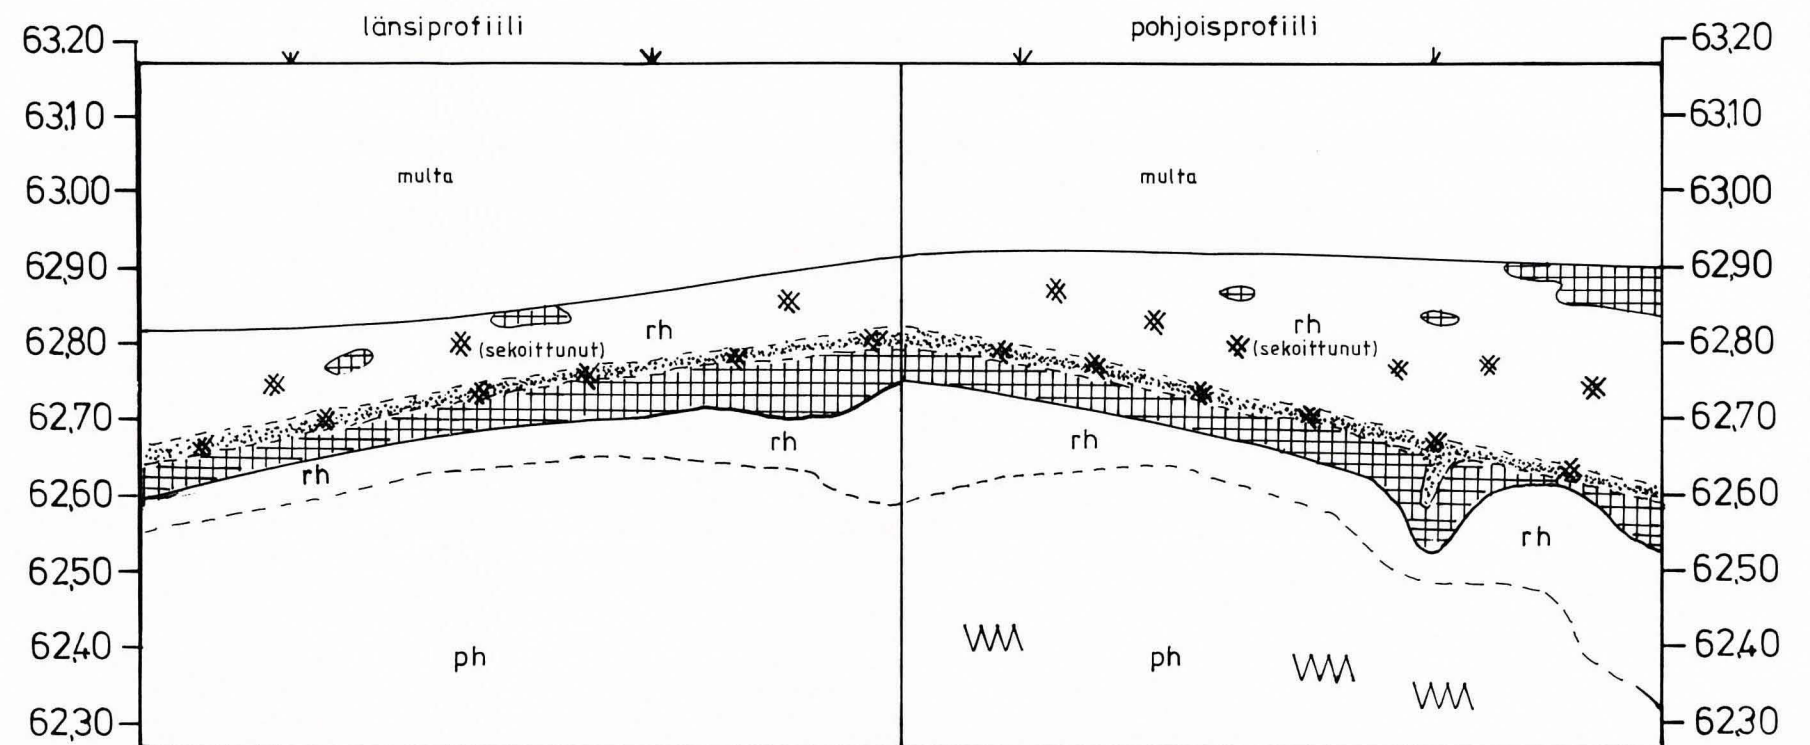 länsiprofiili pohjoisprofiili
63,20 63,20
63,10 63,10
multa multa
63,00 63,00
62,90 62,90
rh rh
62,80 (sekoittunut) (sekoittunut) 62,80
62,70 62,70
rh rh
rh
62,60 62,60
rh
62,50 62,50
62,40 62,40
ph ph
62,30 62,30